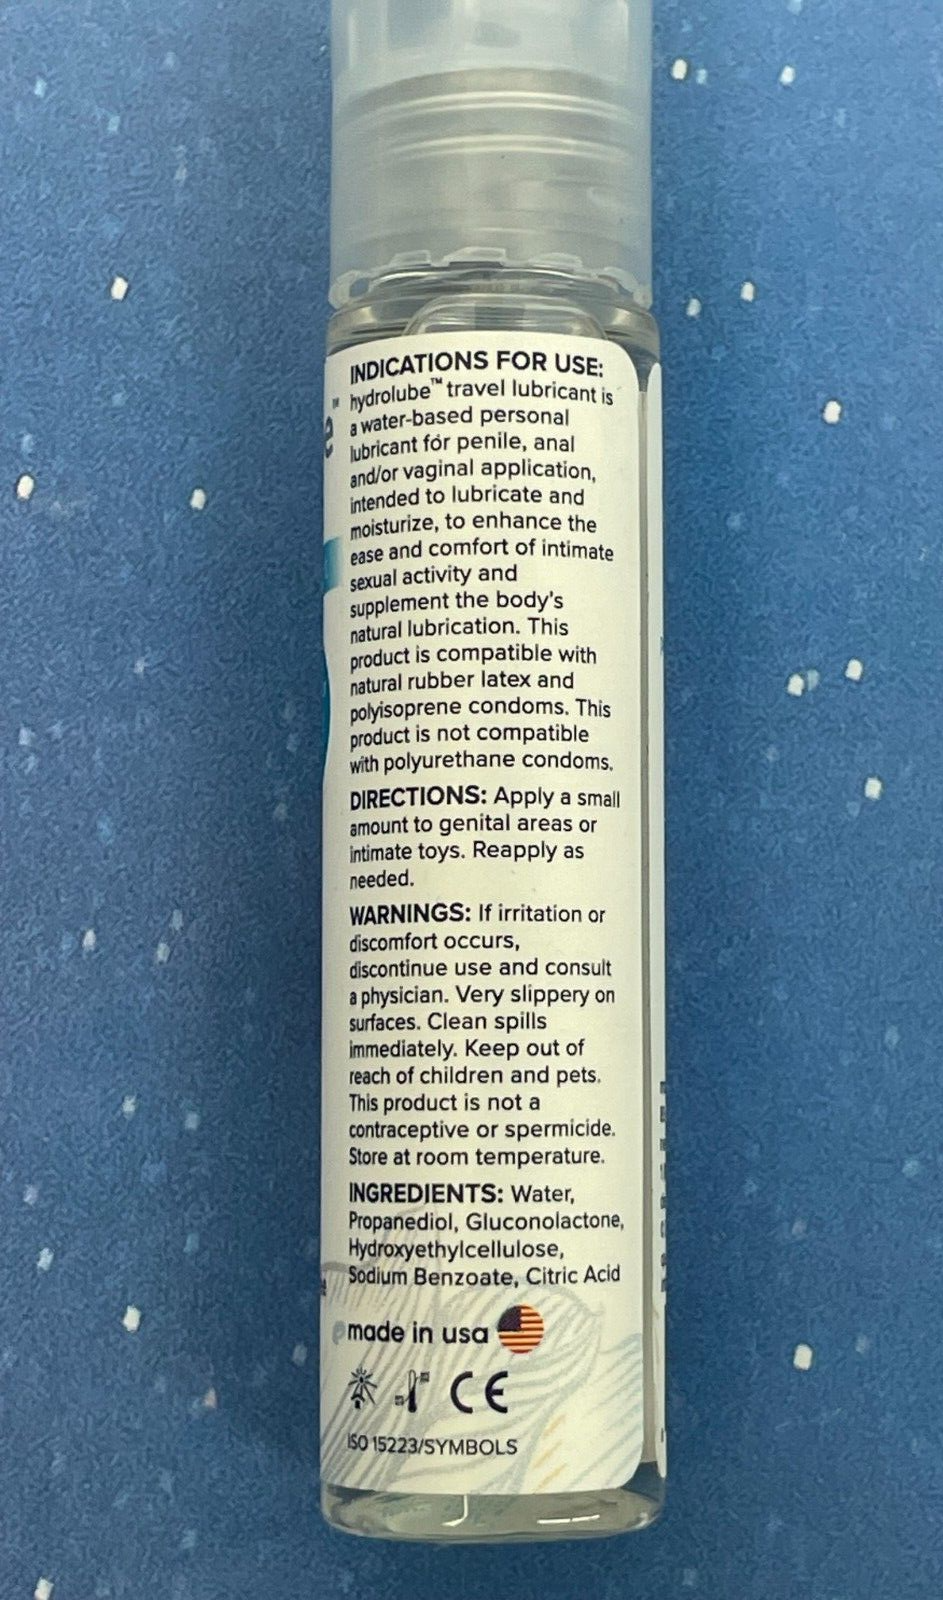 INDICATIONS FOR USE:
hydrolube™ travel lubricant is
a water-based personal
lubricant for penile, anal
and/or vaginal application,
intended to lubricate and
moisturize, to enhance the
ease and comfort of intimate
sexual activity and
supplement the body's
natural lubrication. This
product is compatible with
natural rubber latex and
polyisoprene condoms. This
product is not compatible
with polyurethane condoms.
DIRECTIONS: Apply a small
amount to genital areas or
intimate toys. Reapply as
needed.
WARNINGS: If irritation or
discomfort occurs,
discontinue use and consult
a physician. Very slippery on
surfaces. Clean spills
immediately. Keep out of
reach of children and pets.
This product is not a
contraceptive or spermicide.
Store at room temperature.
INGREDIENTS: Water,
Propanediol, Gluconolactone,
Hydroxyethylcellulose,
Sodium Benzoate, Citric Acid
made in usa
CE
ISO 15223/SYMBOLS